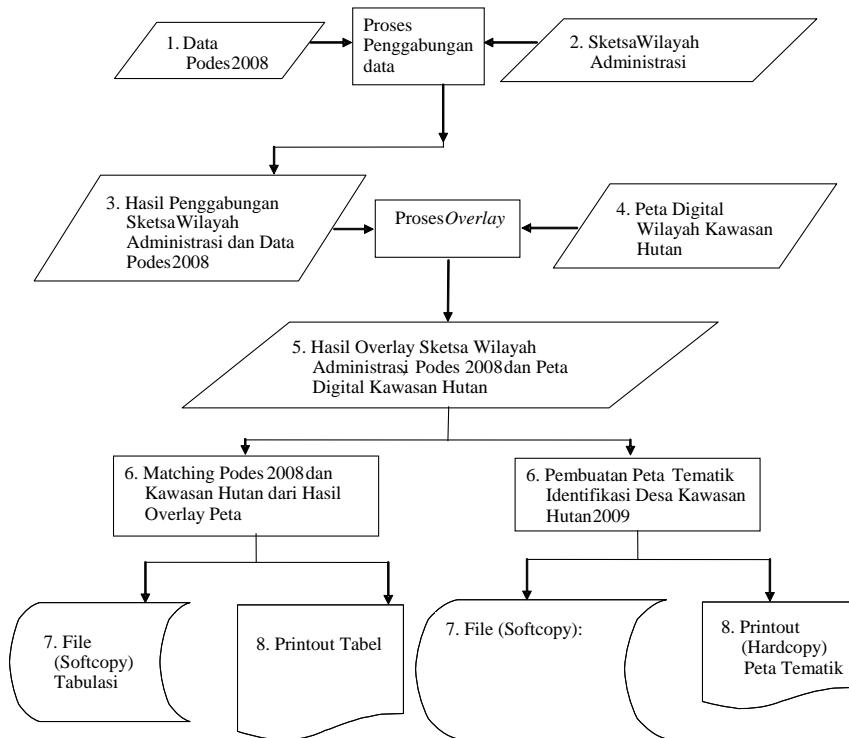 1. Data
Podes2008
Proses
Penggabungan
data
2. SketsaWilayah
Administrasi
3. Hasil Penggabungan
SketsaWilayah
Administrasi dan Data
Podes2008
ProsesOverlay
4. Peta Digital
Wilayah Kawasan
Hutan
5. Hasil Overlay Sketsa Wilayah
Administrasi, Podes 2008dan Peta
Digital Kawasan Hutan
6. Matching Podes 2008dan
Kawasan Hutan dari Hasil
Overlay Peta
6. Pembuatan Peta Tematik
Identifikasi Desa Kawasan
Hutan2009
7. File
(Softcopy)
Tabulasi
8. Printout Tabel
7. File (Softcopy):
8. Printout
(Hardcopy)
Peta Tematik